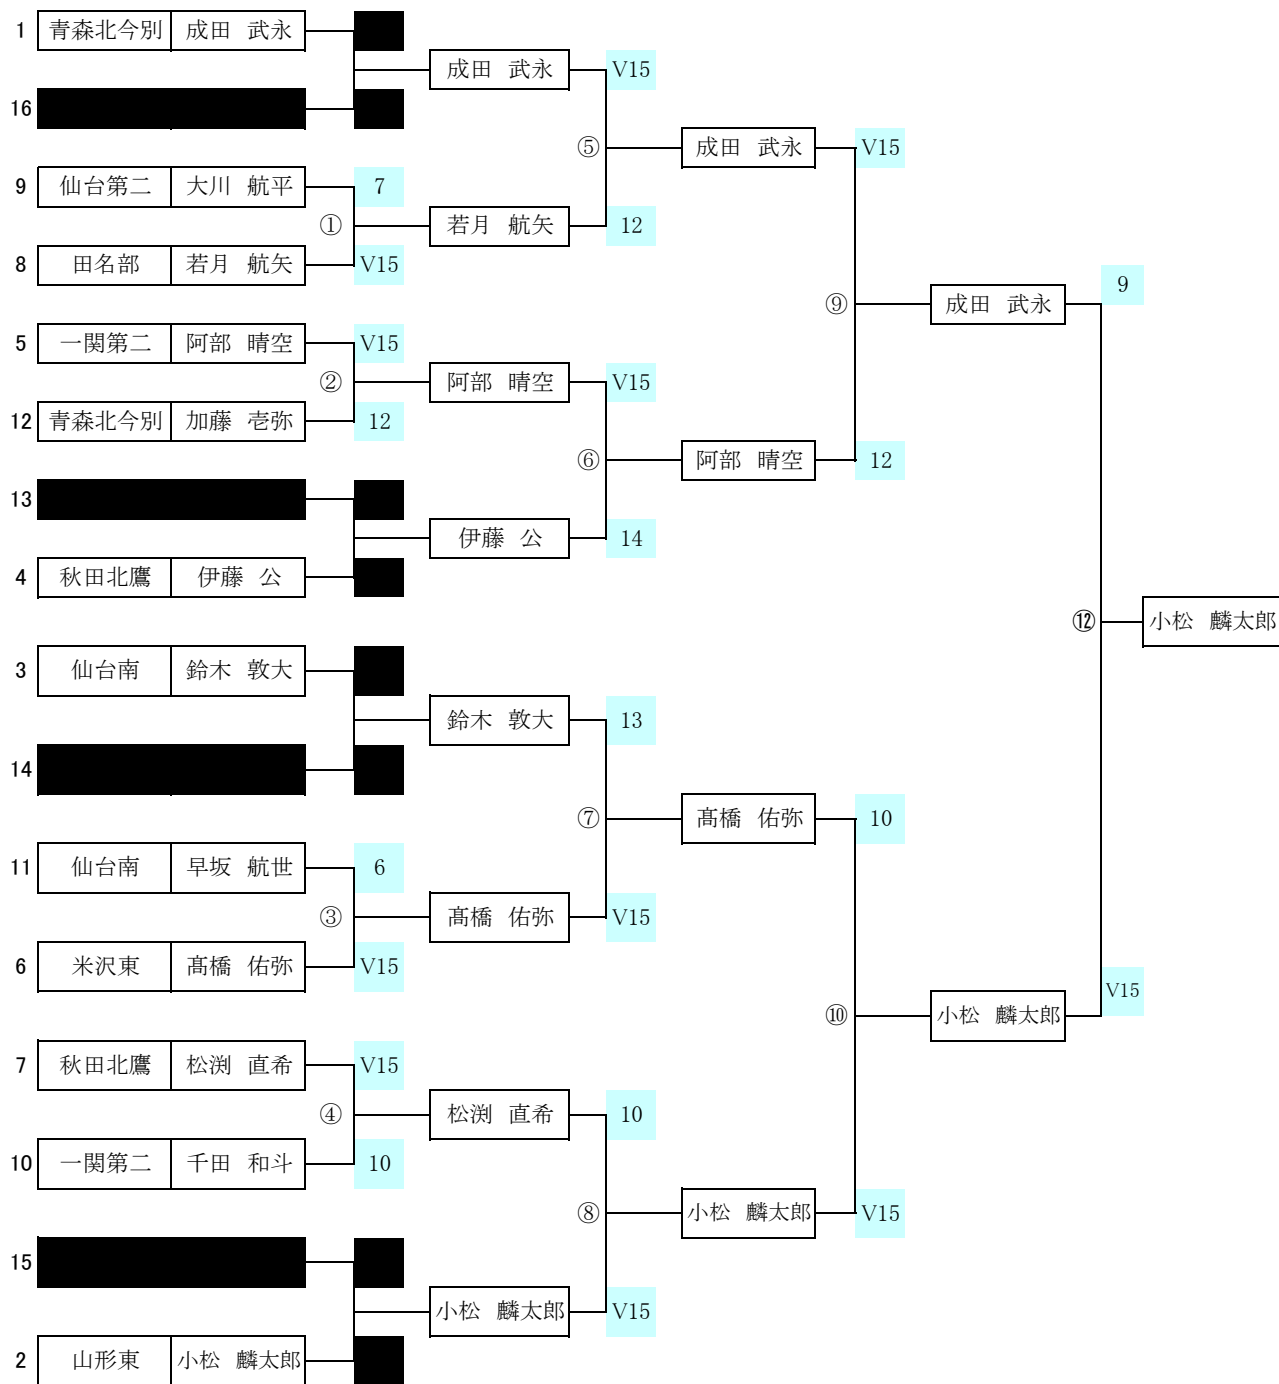 1 青森北今別 成田 武永
成田 武永 V15
16
⑤ 成田 武永 V15
9 仙台第二 大川 航平 7
① 若月 航矢 12
8 田名部 若月 航矢 V15
⑨ 成田 武永 9
5 一関第二 阿部 晴空 V15
② 阿部 晴空 V15
12 青森北今別 加藤 壱弥 12
⑥ 阿部 晴空 12
13
伊藤 公 14
4 秋田北鷹 伊藤 公
⑫ 小松 麟太郎
3 仙台南 鈴木 敦大
鈴木 敦大 13
14
⑦ 髙橋 佑弥 10
11 仙台南 早坂 航世 6
③ 髙橋 佑弥 V15
6 米沢東 髙橋 佑弥 V15
⑩ 小松 麟太郎 V15
7 秋田北鷹 松渕 直希 V15
④ 松渕 直希 10
10 一関第二 千田 和斗 10
⑧ 小松 麟太郎 V15
15
小松 麟太郎 V15
2 山形東 小松 麟太郎